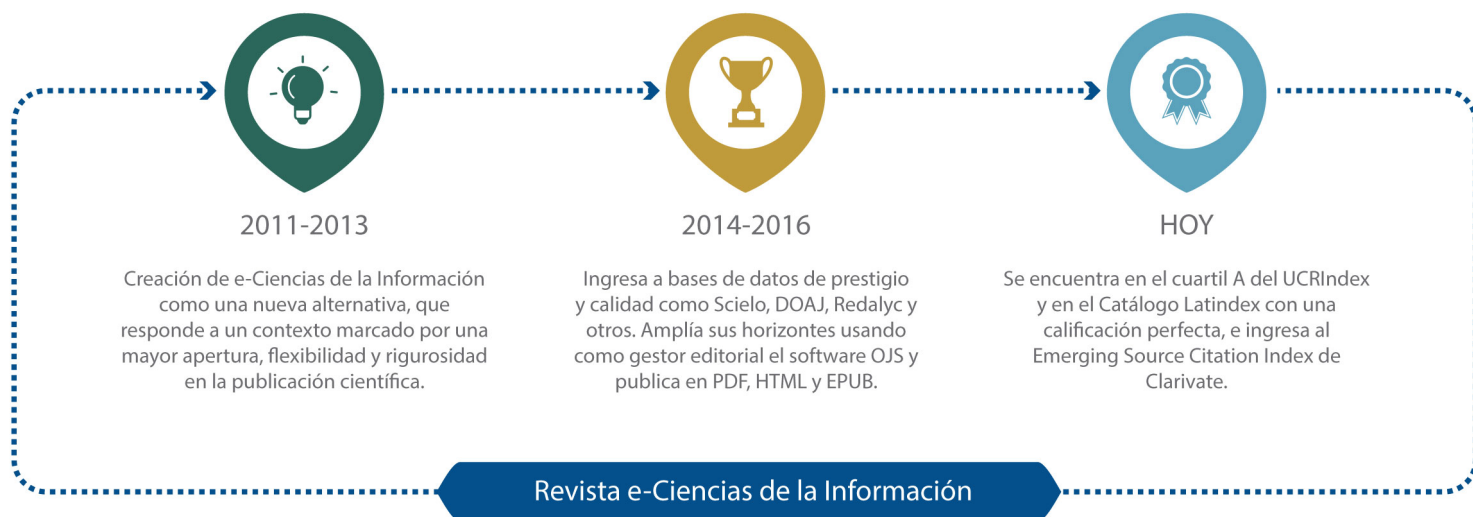 2011-2013
Creación de e-Ciencias de la Información
como una nueva alternativa, que
responde a un contexto marcado por una
mayor apertura, flexibilidad y rigurosidad
en la publicación científica.
2014-2016
Ingresa a bases de datos de prestigio
y calidad como Scielo, DOAJ, Redalyc y
otros. Amplía sus horizontes usando
como gestor editorial el software OJS y
publica en PDF, HTML y EPUB.
HOY
Se encuentra en el cuartil A del UCRIndex
y en el Catálogo Latindex con una
calificación perfecta, e ingresa al
Emerging Source Citation Index de
Clarivate.
Revista e-Ciencias de la Información